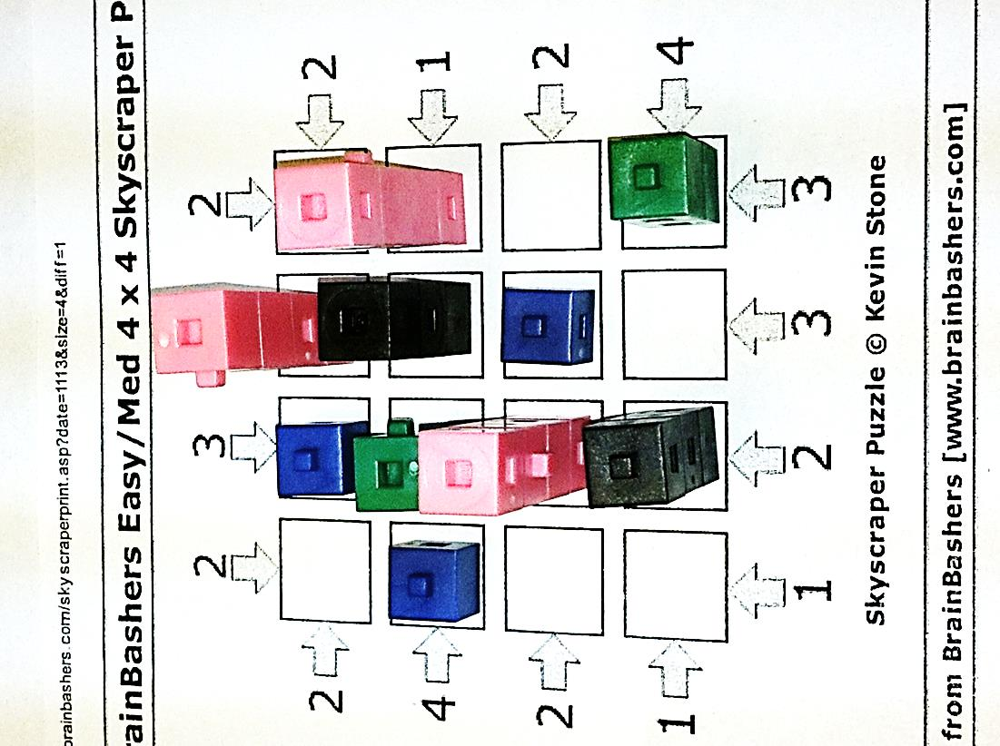 brainbashers.com/skyscraperprint.asp?date=1113&size=4&diff=1
rainBashers Easy/Med 4 x 4 Skyscraper P
2 3 2
2 2
4 1
2 2
1 4
1 2 3 3
Skyscraper Puzzle © Kevin Stone
from BrainBashers [www.brainbashers.com]